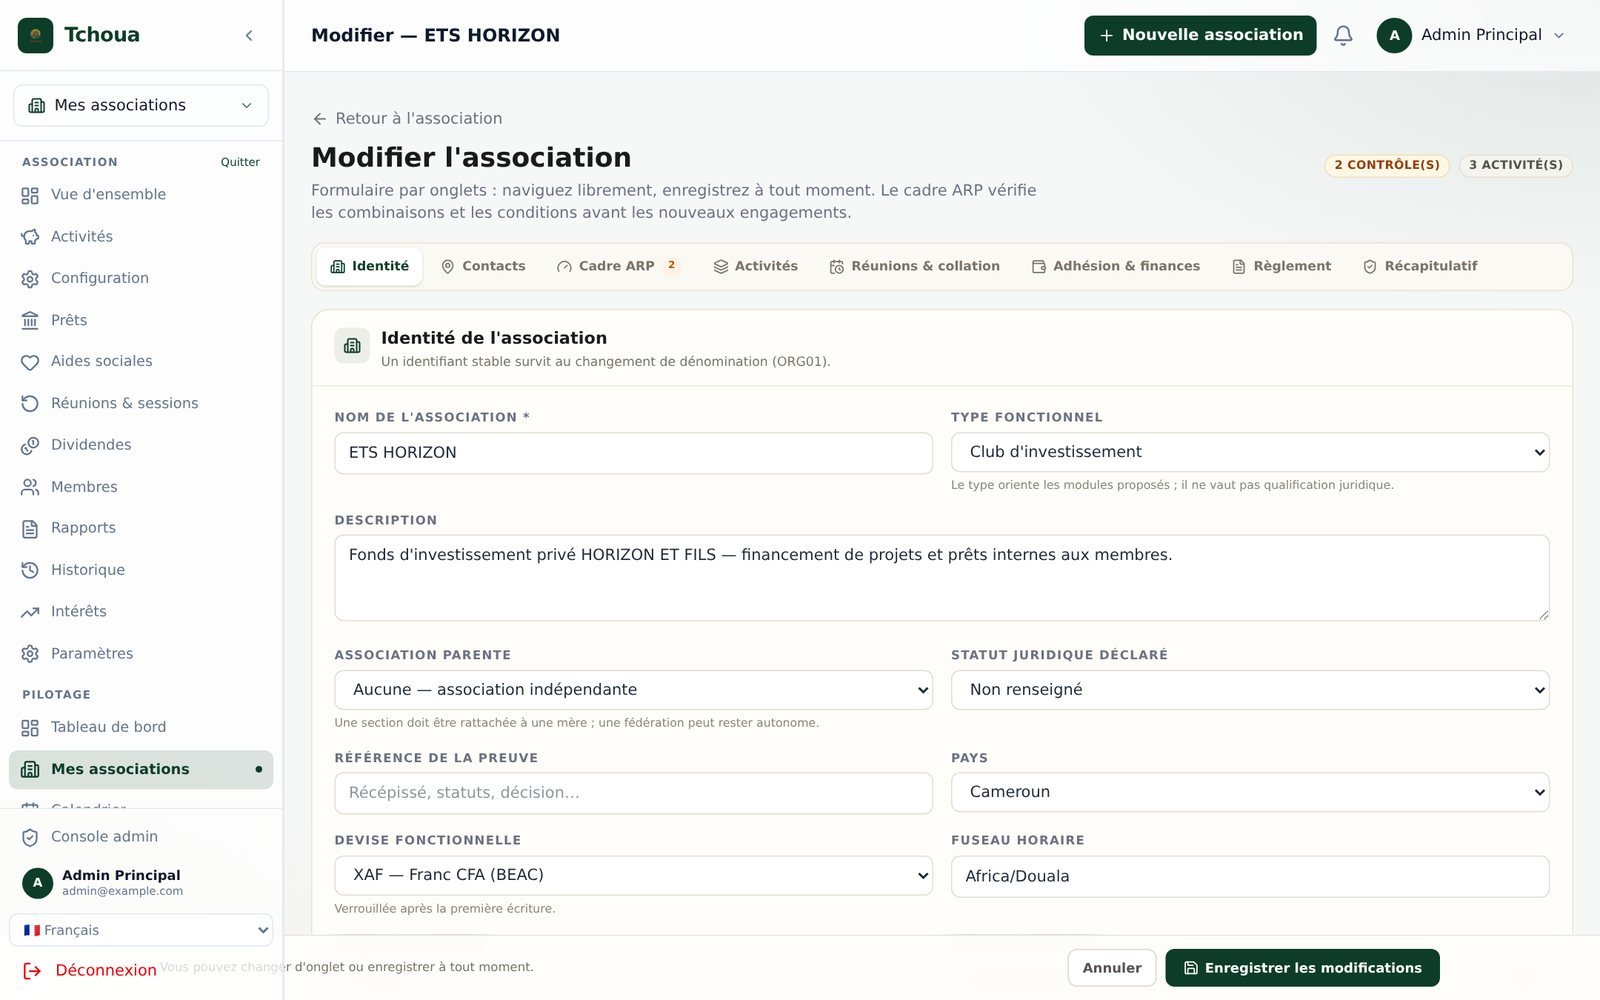 Tchoua
Mes associations
ASSOCIATION
Quitter
Vue d'ensemble
Activités
Configuration
Prêts
Aides sociales
Réunions & sessions
Dividendes
Membres
Rapports
Historique
Intérêts
Paramètres
PILOTAGE
Tableau de bord
Mes associations
Calendrier
Console admin
A
Admin Principal
admin@example.com
Français
Déconnexion
Modifier — ETS HORIZON
Nouvelle association
A
Admin Principal
Retour à l'association
Modifier l'association
Formulaire par onglets : naviguez librement, enregistrez à tout moment. Le cadre ARP vérifie
les combinaisons et les conditions avant les nouveaux engagements.
2 CONTRÔLE(S)
3 ACTIVITÉ(S)
Identité
Contacts
Cadre ARP 2
Activités
Réunions & collation
Adhésion & finances
Règlement
Récapitulatif
Identité de l'association
Un identifiant stable survit au changement de dénomination (ORG01).
NOM DE L'ASSOCIATION *
ETS HORIZON
TYPE FONCTIONNEL
Club d'investissement
Le type oriente les modules proposés ; il ne vaut pas qualification juridique.
DESCRIPTION
Fonds d'investissement privé HORIZON ET FILS — financement de projets et prêts internes aux membres.
ASSOCIATION PARENTE
Aucune — association indépendante
Une section doit être rattachée à une mère ; une fédération peut rester autonome.
STATUT JURIDIQUE DÉCLARÉ
Non renseigné
RÉFÉRENCE DE LA PREUVE
Récépissé, statuts, décision…
PAYS
Cameroun
DEVISE FONCTIONNELLE
XAF — Franc CFA (BEAC)
Verrouillée après la première écriture.
FUSEAU HORAIRE
Africa/Douala
Vous pouvez changer d'onglet ou enregistrer à tout moment.
Annuler
Enregistrer les modifications